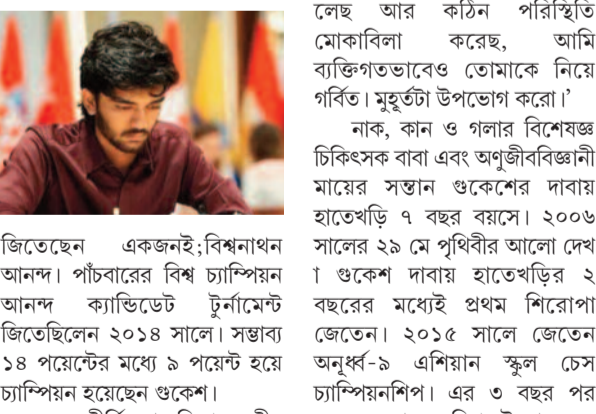 জিতেছেন একজনই;বিশ্বনাথন
আনন্দ। পাঁচবারের বিশ্ব চ্যাম্পিয়ন
আনন্দ ক্যান্ডিডেট টুর্নামেন্ট
জিতেছিলেন ২০১৪ সালে। সম্ভাব্য
১৪ পয়েন্টের মধ্যে ৯ পয়েন্ট হয়ে
চ্যাম্পিয়ন হয়েছেন গুকেশ।
লেছ আর কঠিন পরিস্থিতি
মোকাবিলা করেছ, আমি
ব্যক্তিগতভাবেও তোমাকে নিয়ে
গর্বিত। মুহূর্তটা উপভোগ করো।’
নাক, কান ও গলার বিশেষজ্ঞ
চিকিৎসক বাবা এবং অণুজীববিজ্ঞানী
মায়ের সন্তান গুকেশের দাবায়
হাতেখড়ি ৭ বছর বয়সে। ২০০৬
সালের ২৯ মে পৃথিবীর আলো দেখ
া গুকেশ দাবায় হাতেখড়ির ২
বছরের মধ্যেই প্রথম শিরোপা
জেতেন। ২০১৫ সালে জেতেন
অনূর্ধ্ব-৯ এশিয়ান স্কুল চেস
চ্যাম্পিয়নশিপ। এর ৩ বছর পর